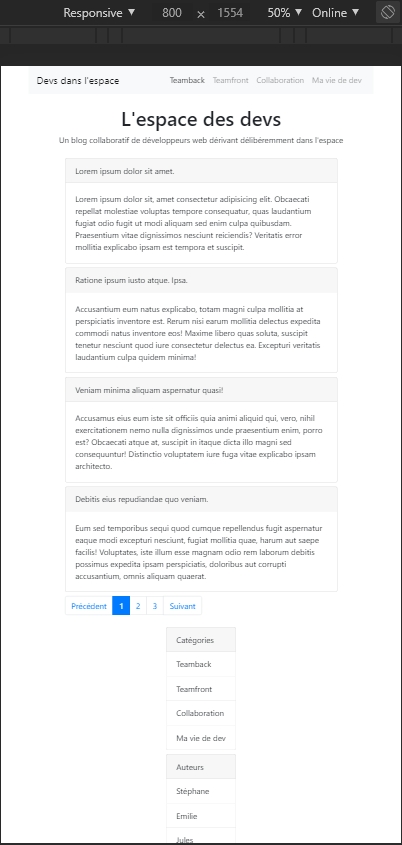 Responsive ▼ 800 × 1554 50% ▼ Online ▼
Devs dans l'espace Teamback Teamfront Collaboration Ma vie de dev
L'espace des devs
Un blog collaboratif de développeurs web dérivant délibéremment dans l'espace
Lorem ipsum dolor sit amet.
Lorem ipsum dolor sit, amet consectetur adipisicing elit. Obcaecati
repellat molestiae voluptas tempore consequatur, quas laudantium
fugiat odio fugit ut modi aliquam sed enim culpa quibusdam.
Praesentium vitae dignissimos nesciunt reiciendis? Veritatis error
mollitia explicabo ipsam est tempora et suscipit.
Ratione ipsum iusto atque. Ipsa.
Accusantium eum natus explicabo, totam magni culpa mollitia at
perspiciatis inventore est. Rerum nisi earum mollitia delectus expedita
commodi natus inventore eos! Maxime libero quas soluta, suscipit
tenetur nesciunt quod iure consectetur delectus ea. Excepturi veritatis
laudantium culpa quidem minima!
Veniam minima aliquam aspernatur quasi!
Accusamus eius eum iste sit officiis quia animi aliquid qui, vero, nihil
exercitationem nemo nulla dignissimos unde praesentium enim, porro
est? Obcaecati atque at, suscipit in itaque dicta illo magni sed
consequuntur! Distinctio voluptatem iure fuga vitae explicabo ipsam
architecto.
Debitis eius repudiandae quo veniam.
Eum sed temporibus sequi quod cumque repellendus fugit aspernatur
eaque modi excepturi nesciunt, fugiat mollitia quae, harum aut saepe
facilis! Voluptates, iste illum esse magnam odio rem laborum debitis
possimus expedita ipsam perspiciatis, doloribus aut corrupti
accusantium, omnis aliquam quaerat.
Précédent 1 2 3 Suivant
Catégories
Teamback
Teamfront
Collaboration
Ma vie de dev
Auteurs
Stéphane
Emilie
Jules